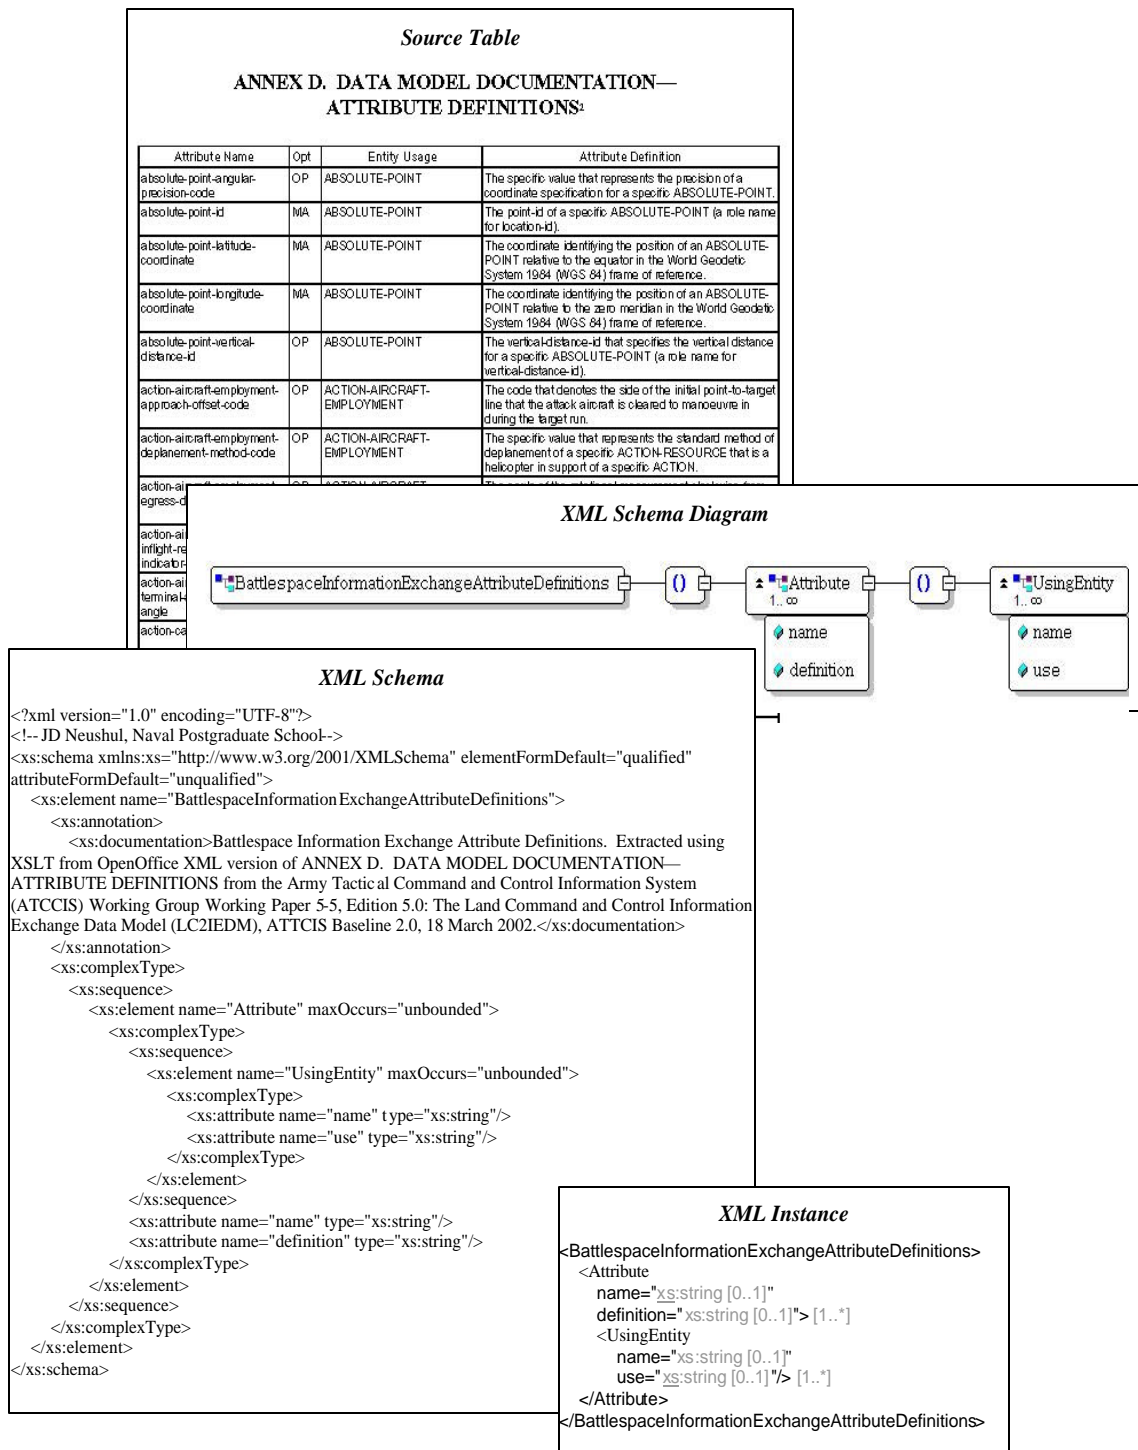 Source Table
ANNEX D. DATA MODEL DOCUMENTATION—
ATTRIBUTE DEFINITIONS1
Attribute Name Opt Entity Usage Attribute Definition
absolute-point-angular- OP ABSOLUTE-POINT The specific value that represents the precision of a
precision-code coordinate specification for a specific ABSOLUTE-POINT.
absolute-point-id MA ABSOLUTE-POINT The point-id of a specific ABSOLUTE-POINT (a role name
for location-id).
absolute-point-latitude- MA ABSOLUTE-POINT The coordinate identifying the position of an ABSOLUTE-
coordinate POINT relative to the equator in the World Geodetic
System 1984 (WGS 84) frame of reference.
absolute-point-longitude- MA ABSOLUTE-POINT The coordinate identifying the position of an ABSOLUTE-
coordinate POINT relative to the zero meridian in the World Geodetic
System 1984 (WGS 84) frame of reference.
absolute-point-vertical- OP ABSOLUTE-POINT The vertical-distance-id that specifies the vertical distance
distance-id for a specific ABSOLUTE-POINT (a role name for
vertical-distance-id).
action-aircraft-employment- OP ACTION-AIRCRAFT- The code that denotes the side of the initial point-to-target
approach-offset-code EMPLOYMENT line that the attack aircraft is cleared to manoeuvre in
during the target run.
action-aircraft-employment- OP ACTION-AIRCRAFT- The specific value that represents the standard method of
deplanement-method-code EMPLOYMENT deplanement of a specific ACTION-RESOURCE that is a
helicopter in support of a specific ACTION.
action-ai
egress-d
action-ai
inflight-re
indicator-
action-ai
terminal-
angle
action-ca
XML Schema Diagram
BattlespaceInformationExchangeAttributeDefinitions () Attribute () UsingEntity
1..∞ 1..∞
name name
definition use
XML Schema
<?xml version="1.0" encoding="UTF-8"?>
<!-- JD Neushul, Naval Postgraduate School-->
<xs:schema xmlns:xs="http://www.w3.org/2001/XMLSchema" elementFormDefault="qualified"
attributeFormDefault="unqualified">
<xs:element name="BattlespaceInformationExchangeAttributeDefinitions">
<xs:annotation>
<xs:documentation>Battlespace Information Exchange Attribute Definitions. Extracted using
XSLT from OpenOffice XML version of ANNEX D. DATA MODEL DOCUMENTATION—
ATTRIBUTE DEFINITIONS from the Army Tactical Command and Control Information System
(ATCCIS) Working Group Working Paper 5-5, Edition 5.0: The Land Command and Control Information
Exchange Data Model (LC2IEDM), ATTCIS Baseline 2.0, 18 March 2002.</xs:documentation>
</xs:annotation>
<xs:complexType>
<xs:sequence>
<xs:element name="Attribute" maxOccurs="unbounded">
<xs:complexType>
<xs:sequence>
<xs:element name="UsingEntity" maxOccurs="unbounded">
<xs:complexType>
<xs:attribute name="name" type="xs:string"/>
<xs:attribute name="use" type="xs:string"/>
</xs:complexType>
</xs:element>
</xs:sequence>
<xs:attribute name="name" type="xs:string"/>
<xs:attribute name="definition" type="xs:string"/>
</xs:complexType>
</xs:element>
</xs:sequence>
</xs:complexType>
</xs:element>
</xs:schema>
XML Instance
<BattlespaceInformationExchangeAttributeDefinitions>
<Attribute
name="xs:string [0..1]"
definition="xs:string [0..1]"> [1..*]
<UsingEntity
name="xs:string [0..1]"
use="xs:string [0..1]"/> [1..*]
</Attribute>
</BattlespaceInformationExchangeAttributeDefinitions>